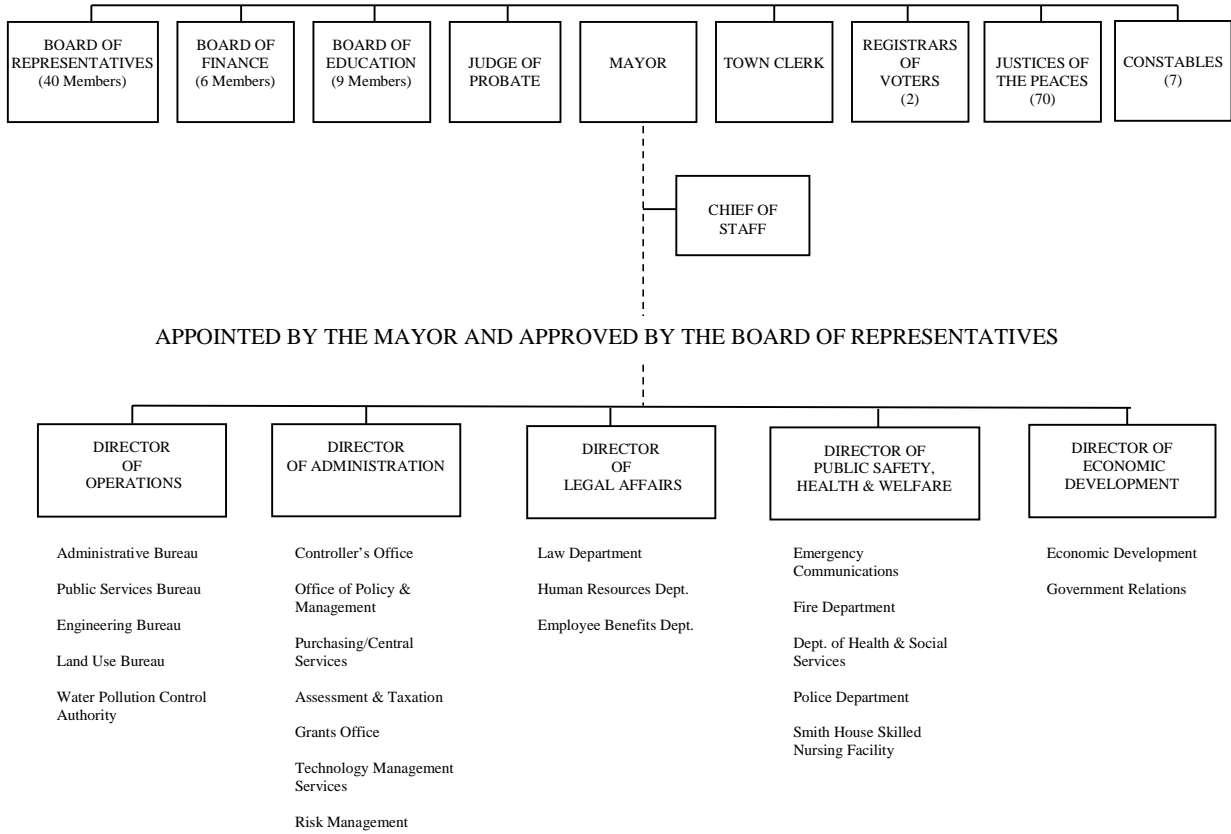 BOARD OF
REPRESENTATIVES
(40 Members)
BOARD OF
FINANCE
(6 Members)
BOARD OF
EDUCATION
(9 Members)
JUDGE OF
PROBATE
MAYOR
TOWN CLERK
REGISTRARS
OF
VOTERS
(2)
JUSTICES OF
THE PEACES
(70)
CONSTABLES
(7)
CHIEF OF
STAFF
APPOINTED BY THE MAYOR AND APPROVED BY THE BOARD OF REPRESENTATIVES
DIRECTOR
OF
OPERATIONS
Administrative Bureau
Public Services Bureau
Engineering Bureau
Land Use Bureau
Water Pollution Control
Authority
DIRECTOR
OF ADMINISTRATION
Controller's Office
Office of Policy &
Management
Purchasing/Central
Services
Assessment & Taxation
Grants Office
Technology Management
Services
Risk Management
DIRECTOR
OF
LEGAL AFFAIRS
Law Department
Human Resources Dept.
Employee Benefits Dept.
DIRECTOR OF
PUBLIC SAFETY,
HEALTH & WELFARE
Emergency
Communications
Fire Department
Dept. of Health & Social
Services
Police Department
Smith House Skilled
Nursing Facility
DIRECTOR OF
ECONOMIC
DEVELOPMENT
Economic Development
Government Relations